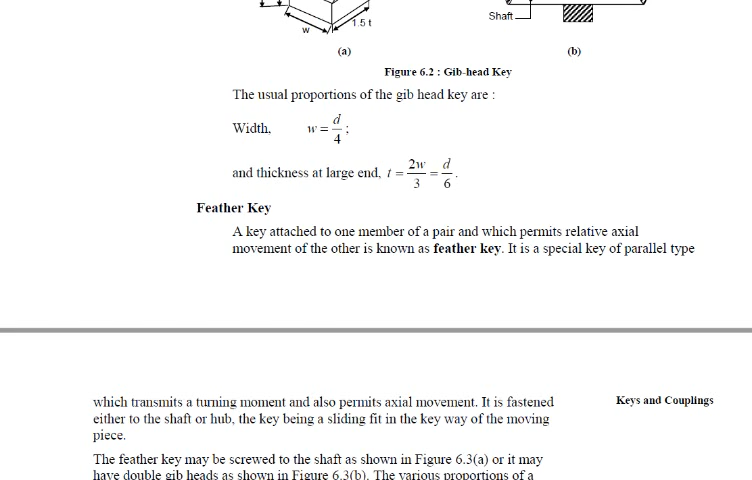 w
1.5 t
Shaft
(a)
(b)
Figure 6.2 : Gib-head Key
The usual proportions of the gib head key are :
Width, w = d/4 ;
and thickness at large end, t = 2w/3 = d/6 .
Feather Key
A key attached to one member of a pair and which permits relative axial
movement of the other is known as feather key. It is a special key of parallel type
which transmits a turning moment and also permits axial movement. It is fastened
either to the shaft or hub, the key being a sliding fit in the key way of the moving
piece.
Keys and Couplings
The feather key may be screwed to the shaft as shown in Figure 6.3(a) or it may
have double gib heads as shown in Figure 6.3(b). The various proportions of a